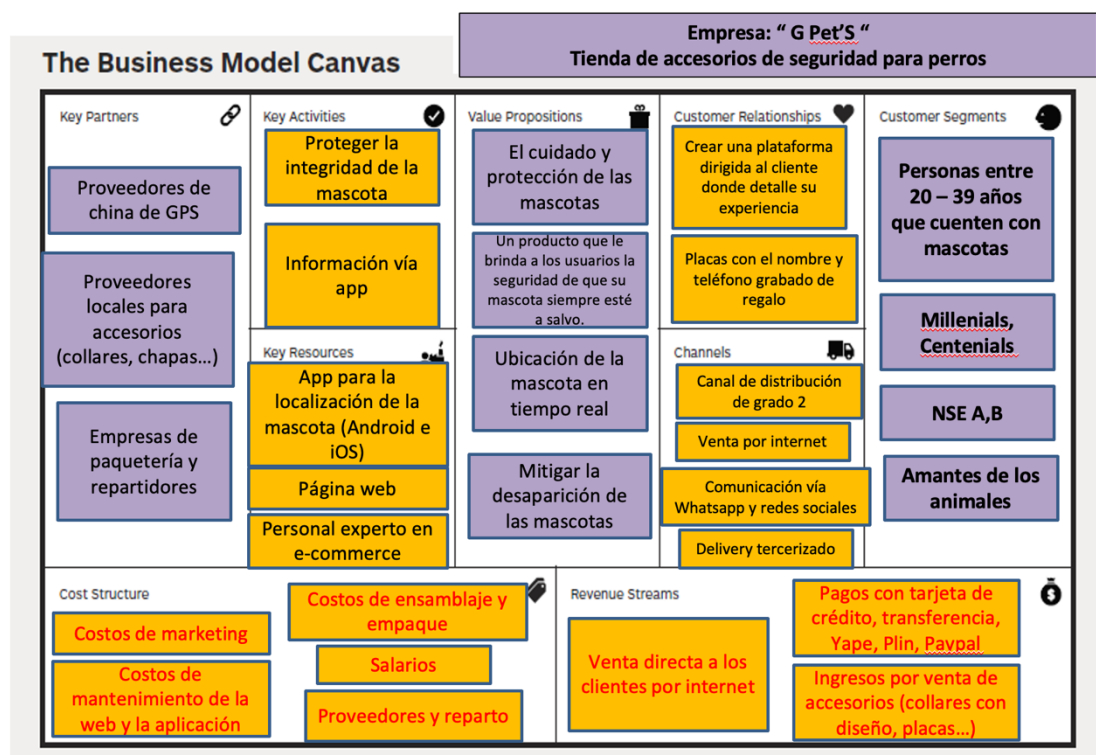 Empresa: “ G Pet’S “
Tienda de accesorios de seguridad para perros
The Business Model Canvas
Key Partners
Proveedores de
china de GPS
Proveedores
locales para
accesorios
(collares, chapas…)
Empresas de
paquetería y
repartidores
Key Activities
Proteger la
integridad de la
mascota
Información vía
app
Key Resources
App para la
localización de la
mascota (Android e
iOS)
Página web
Personal experto en
e-commerce
Value Propositions
El cuidado y
protección de las
mascotas
Un producto que le
brinda a los usuarios la
seguridad de que su
mascota siempre esté
a salvo.
Ubicación de la
mascota en
tiempo real
Mitigar la
desaparición de
las mascotas
Customer Relationships
Crear una plataforma
dirigida al cliente
donde detalle su
experiencia
Placas con el nombre y
teléfono grabado de
regalo
Channels
Canal de distribución
de grado 2
Venta por internet
Comunicación vía
Whatsapp y redes sociales
Delivery tercerizado
Customer Segments
Personas entre
20 – 39 años
que cuenten con
mascotas
Millenials,
Centenials
NSE A,B
Amantes de los
animales
Cost Structure
Costos de marketing
Costos de
mantenimiento de la
web y la aplicación
Costos de ensamblaje y
empaque
Salarios
Proveedores y reparto
Revenue Streams
Venta directa a los
clientes por internet
Pagos con tarjeta de
crédito, transferencia,
Yape, Plin, Paypal
Ingresos por venta de
accesorios (collares con
diseño, placas…)